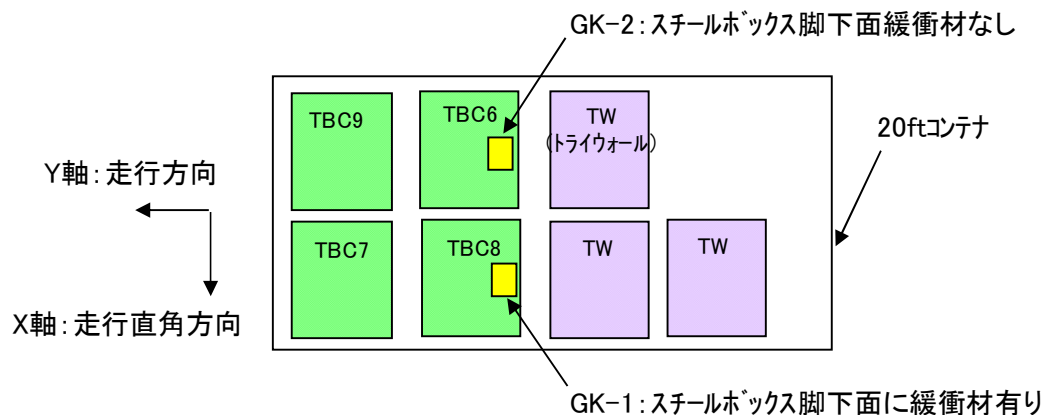 GK-2:スチールボックス脚下面緩衝材なし
TBC9
TBC6
TW
(トライウォール)
20ftコンテナ
Y軸:走行方向
TBC7
TBC8
TW
TW
X軸:走行直角方向
GK-1:スチールボックス脚下面に緩衝材有り